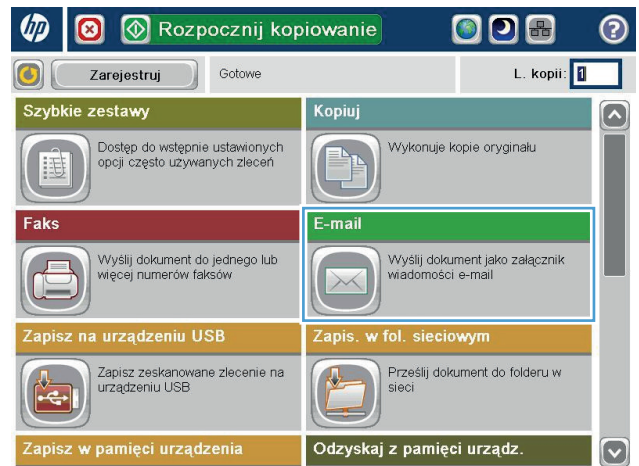 hp
Rozpocznij kopiowanie
?
Zarejestruj
Gotowe
L. kopii: 1
Szybkie zestawy
Kopiuj
Dostęp do wstępnie ustawionych
opcji często używanych zleceń
Wykonuje kopie oryginału
Faks
E-mail
Wyślij dokument do jednego lub
więcej numerów faksów
Wyślij dokument jako załącznik
wiadomości e-mail
Zapisz na urządzeniu USB
Zapis. w fol. sieciowym
Zapisz zeskanowane zlecenie na
urządzeniu USB
Prześlij dokument do folderu w
sieci
Zapisz w pamięci urządzenia
Odzyskaj z pamięci urządz.